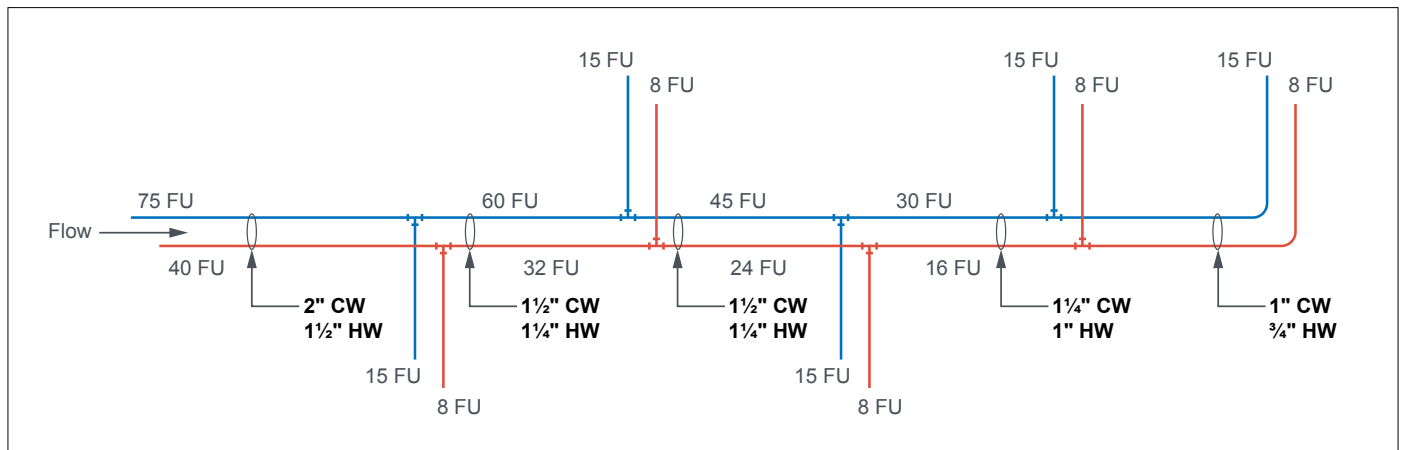 15 FU
8 FU
15 FU
8 FU
15 FU
8 FU
75 FU
60 FU
45 FU
30 FU
Flow
40 FU
32 FU
24 FU
16 FU
2" CW
1½" HW
1½" CW
1¼" HW
1½" CW
1¼" HW
1¼" CW
1" HW
1" CW
¾" HW
15 FU
8 FU
15 FU
8 FU